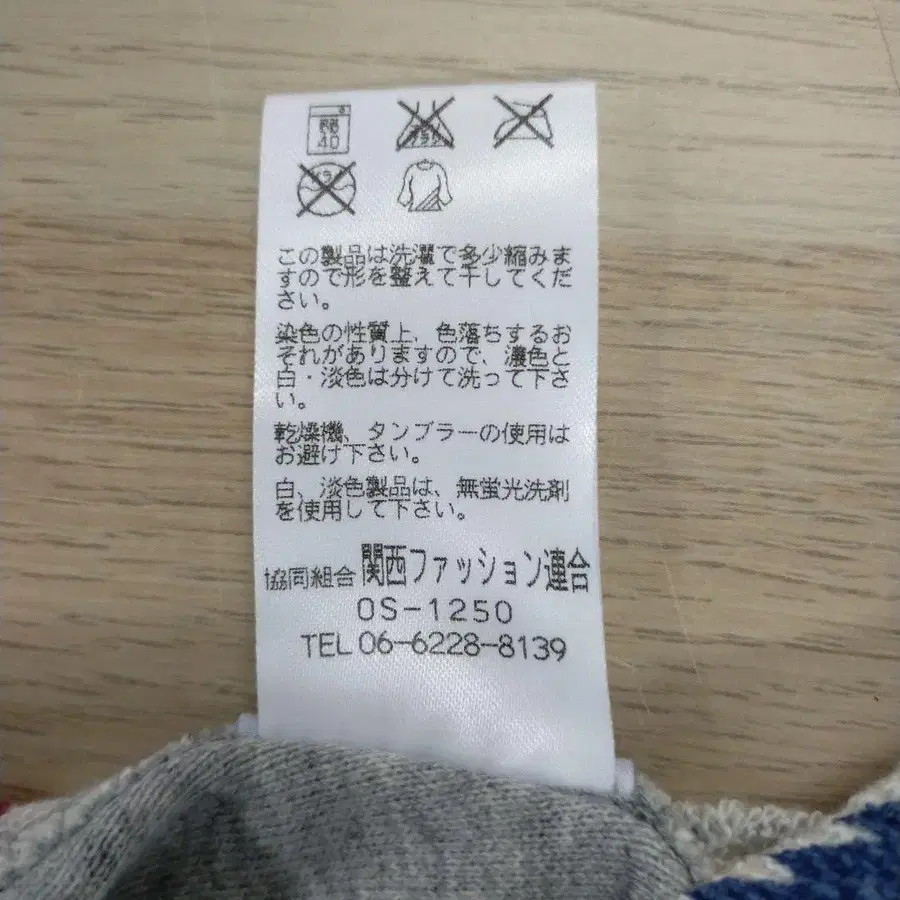 40
この製品は洗濯で多少縮みま
すので形を整えて干してくだ
さい。
染色の性質上、色落ちするお
それがありますので、濃色と
白・淡色は分けて洗って下さ
い。
乾燥機、タンブラーの使用は
お避け下さい。
白、淡色製品は、無蛍光洗剤
を使用して下さい。
協同組合 関西ファッション連合
OS-1250
TEL 06-6228-8139